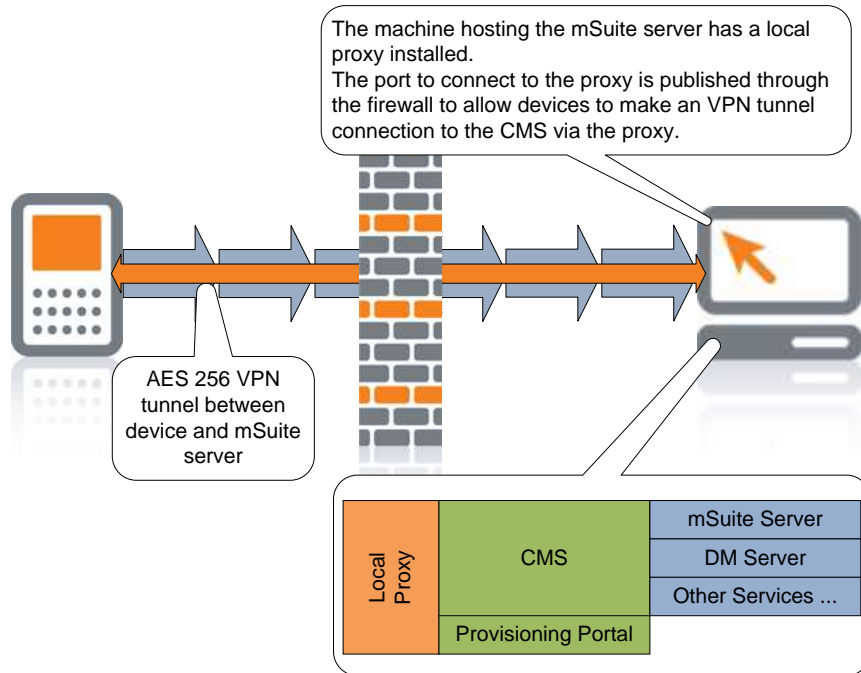 The machine hosting the mSuite server has a local
proxy installed.
The port to connect to the proxy is published through
the firewall to allow devices to make an VPN tunnel
connection to the CMS via the proxy.
AES 256 VPN
tunnel between
device and mSuite
server
Local
Proxy
CMS
Provisioning Portal
mSuite Server
DM Server
Other Services ...